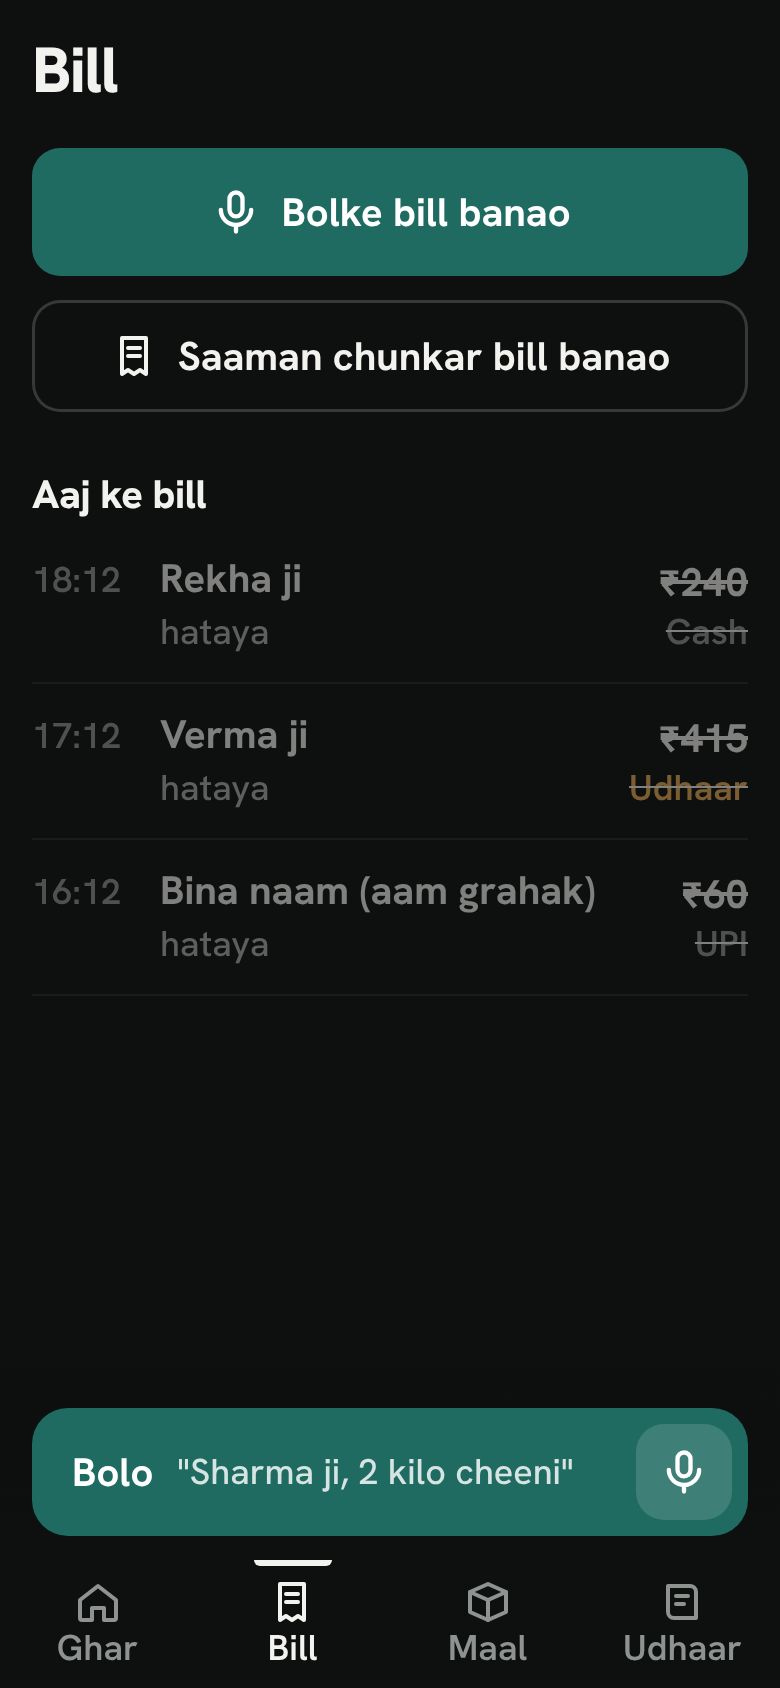 Bill
Bolke bill banao
Saaman chunkar bill banao
Aaj ke bill
18:12 Rekha ji ₹240
hataya Cash
17:12 Verma ji ₹415
hataya Udhaar
16:12 Bina naam (aam grahak) ₹60
hataya UPI
Bolo "Sharma ji, 2 kilo cheeni"
Ghar Bill Maal Udhaar